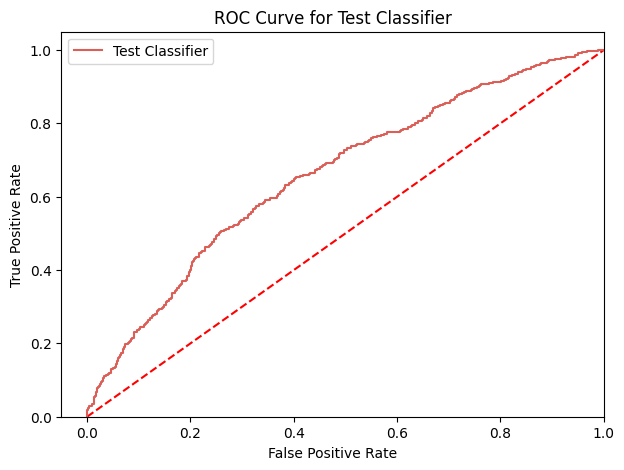 ROC Curve for Test Classifier
Test Classifier
1.0
0.8
0.6
0.4
0.2
0.0
True Positive Rate
0.0 0.2 0.4 0.6 0.8 1.0
False Positive Rate